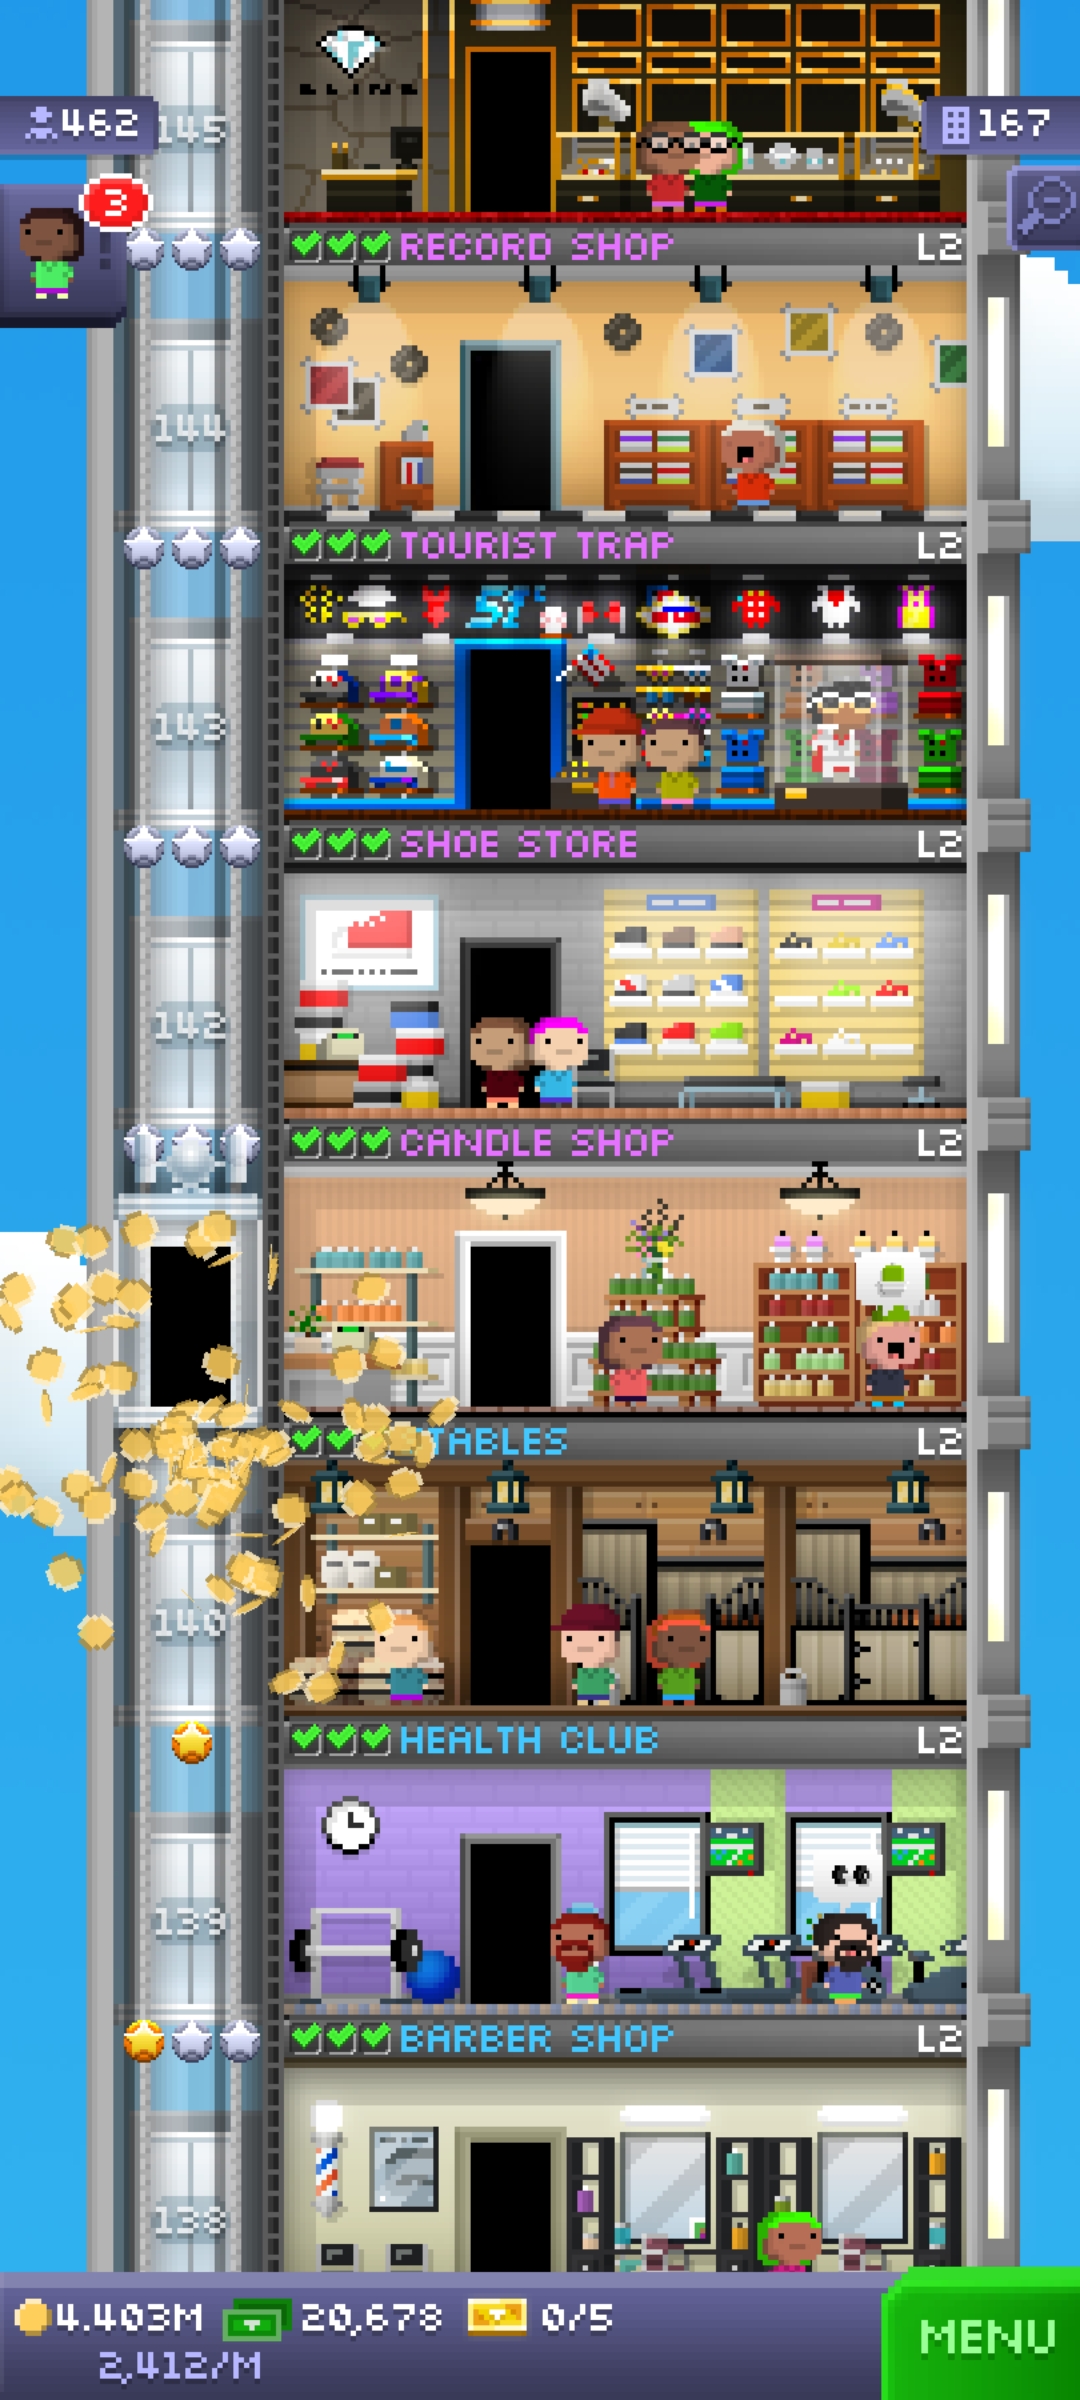 BLING
462
145
167
3
RECORD SHOP L2
144
TOURIST TRAP L2
143
SHOE STORE L2
142
CANDLE SHOP L2
TABLES L2
140
HEALTH CLUB L2
139
BARBER SHOP L2
138
4.403M 20,678 0/5
2,412/M
MENU